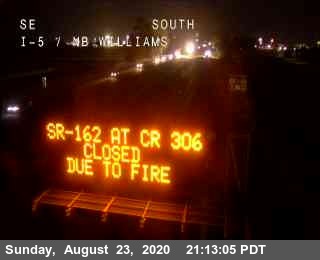 SE SOUTH
I-5 7 NB WILLIAMS
SR-162 AT CR 306
CLOSED
DUE TO FIRE
Sunday, August 23, 2020 21:13:05 PDT